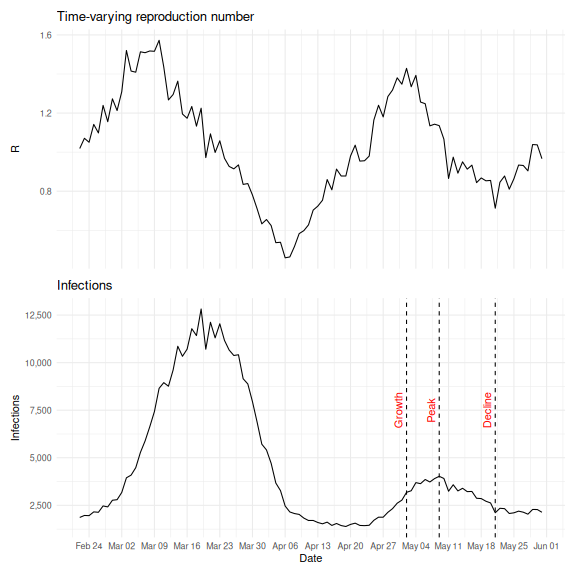 Time-varying reproduction number
1.6
1.2
0.8
R
Infections
12,500
10,000
7,500
5,000
2,500
Infections
Growth
Peak
Decline
Feb 24 Mar 02 Mar 09 Mar 16 Mar 23 Mar 30 Apr 06 Apr 13 Apr 20 Apr 27 May 04 May 11 May 18 May 25 Jun 01
Date